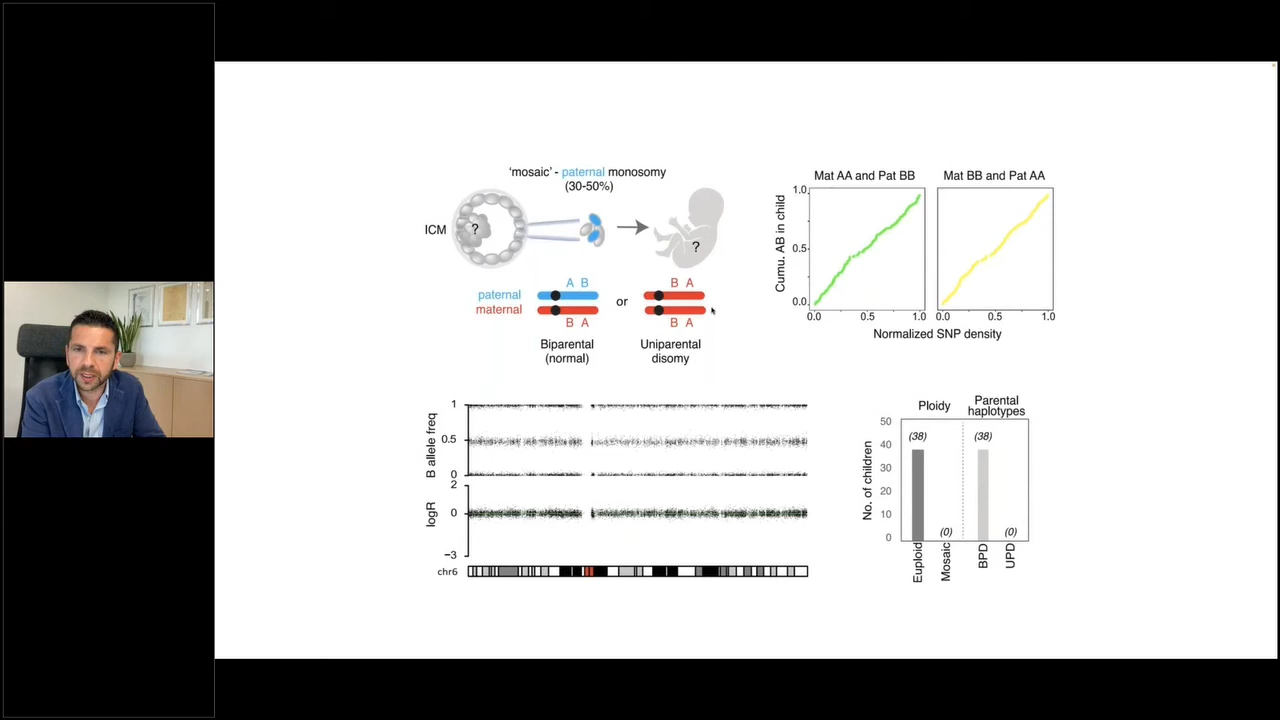 'mosaic' - paternal monosomy
(30-50%)
ICM
?
?
A B
B A
paternal
maternal
or
B A
B A
Biparental
(normal)
Uniparental
disomy
Mat AA and Pat BB
Mat BB and Pat AA
Cumu. AB in child
1.0
0.5
0.0
0.0
0.5
1.0
0.0
0.5
1.0
Normalized SNP density
B allele freq
1
0.5
0
logR
2
0
−3
chr6
Ploidy
Parental
haplotypes
No. of children
50
40
30
20
10
0
(38)
(0)
(38)
(0)
Euploid
Mosaic
BPD
UPD